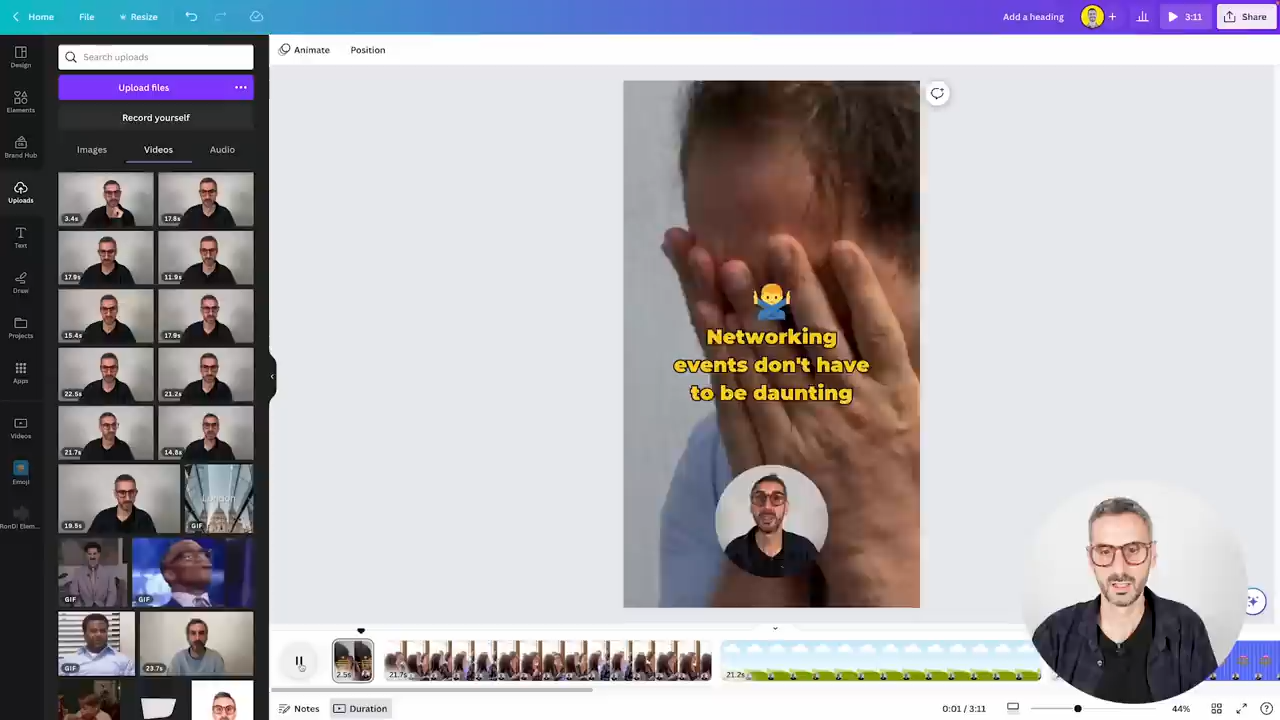 Home File Resize Add a heading 3:11 Share
Search uploads
Animate Position
Upload files
Record yourself
Images Videos Audio
Design
Elements
Brand Hub
Uploads
Text
Draw
Projects
Apps
Videos
Emoji
3.4s 17.8s
17.9s 11.9s
15.4s 17.9s
22.5s 21.2s
21.7s 14.8s
London
19.5s GIF
GIF GIF
GIF 23.7s
Networking
events don't have
to be daunting
2.5s 21.7s 21.2s
Notes Duration 0:01 / 3:11 44%